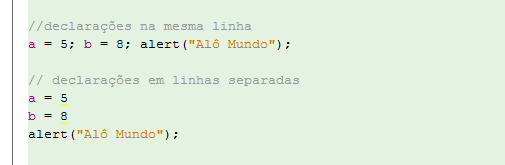 //declarações na mesma linha
a = 5; b = 8; alert("Alô Mundo");
// declarações em linhas separadas
a = 5
b = 8
alert("Alô Mundo");